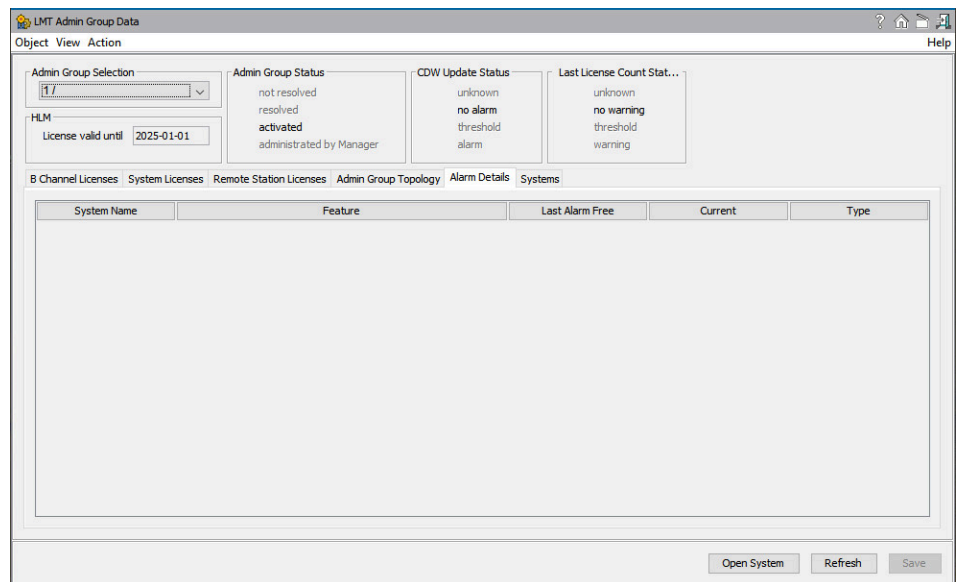 LMT Admin Group Data
?
Object View Action Help
Admin Group Selection
1 /
HLM
License valid until 2025-01-01
Admin Group Status
not resolved
resolved
activated
administrated by Manager
CDW Update Status
unknown
no alarm
threshold
alarm
Last License Count Stat...
unknown
no warning
threshold
warning
B Channel Licenses System Licenses Remote Station Licenses Admin Group Topology Alarm Details Systems
System Name Feature Last Alarm Free Current Type
Open System Refresh Save